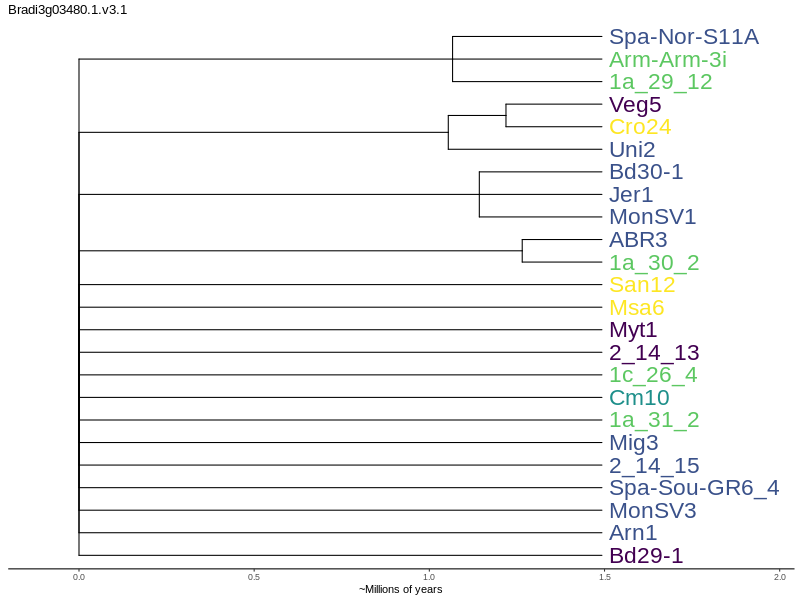 Bradi3g03480.1.v3.1
Spa-Nor-S11A
Arm-Arm-3i
1a_29_12
Veg5
Cro24
Uni2
Bd30-1
Jer1
MonSV1
ABR3
1a_30_2
San12
Msa6
Myt1
2_14_13
1c_26_4
Cm10
1a_31_2
Mig3
2_14_15
Spa-Sou-GR6_4
MonSV3
Arn1
Bd29-1
0.0 0.5 1.0 1.5 2.0
~Millions of years